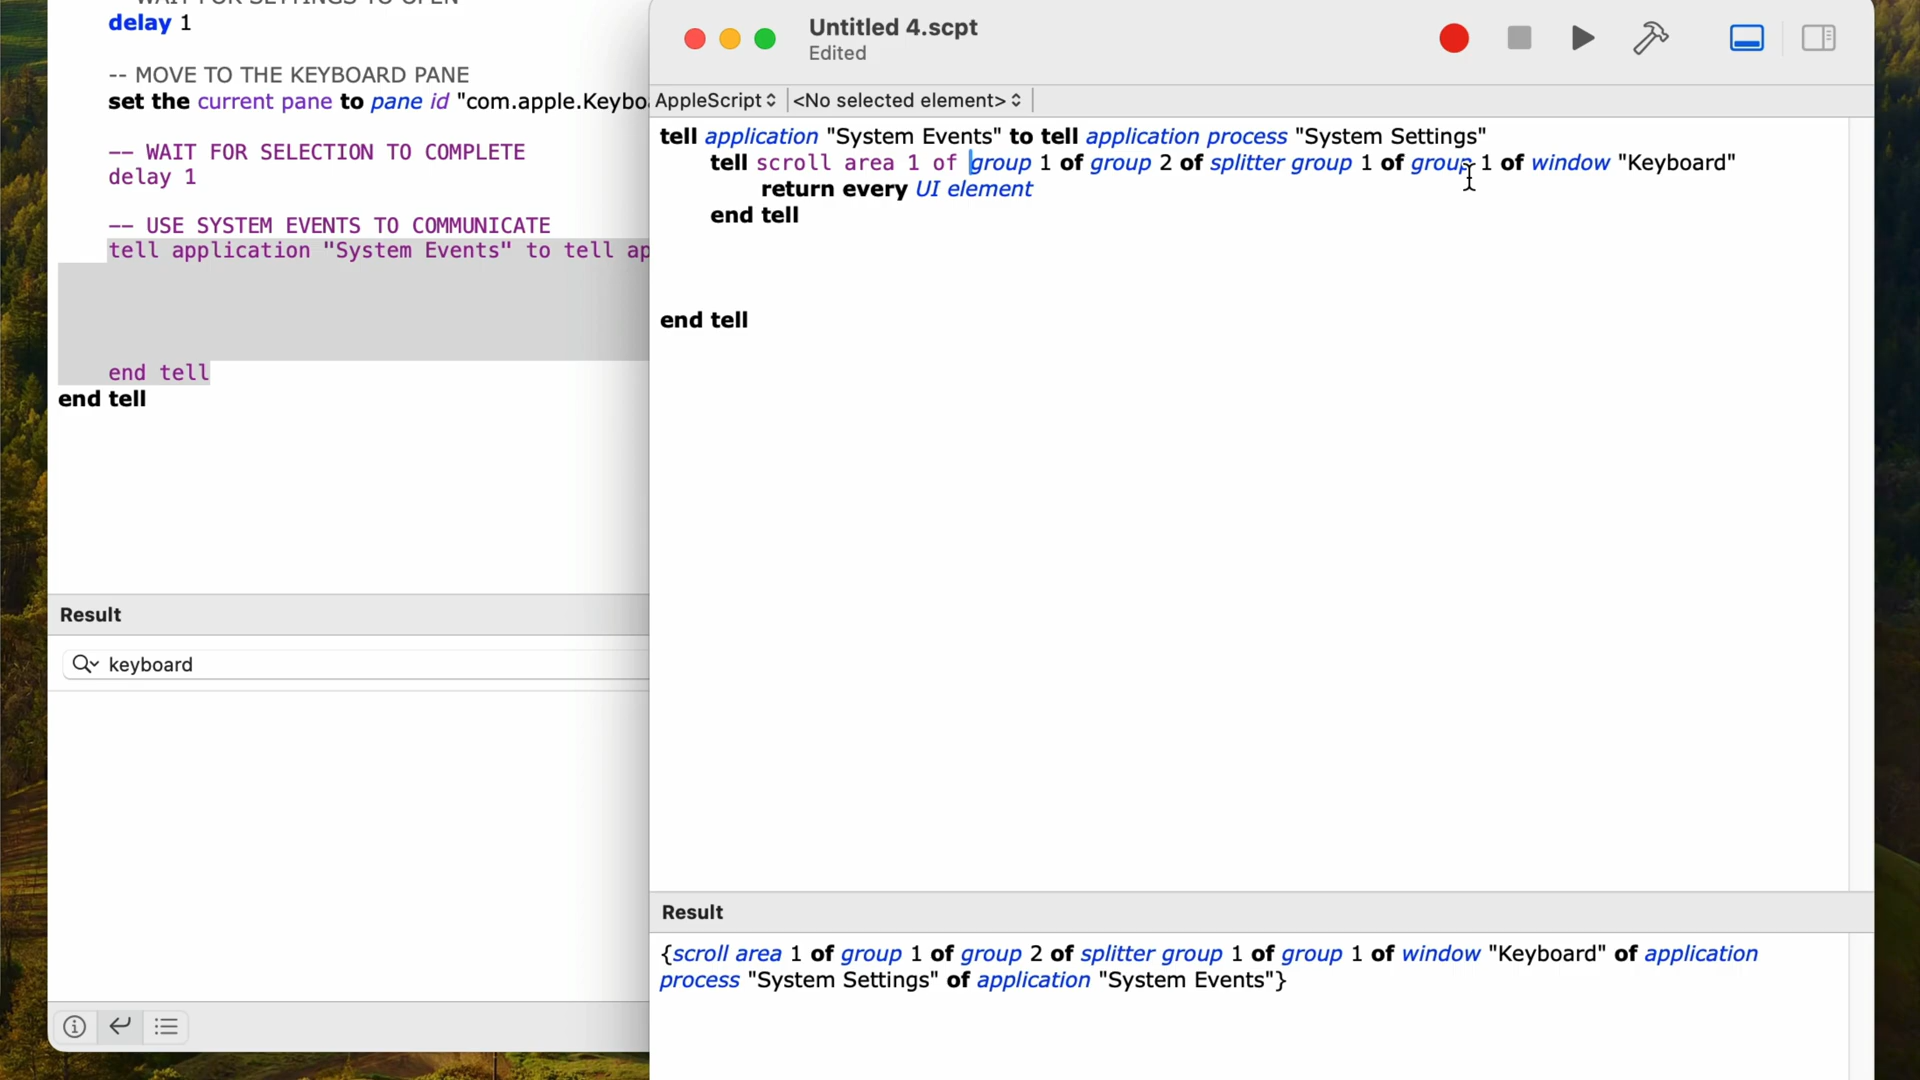 WAIT FOR SETTINGS TO OPEN
delay 1
-- MOVE TO THE KEYBOARD PANE
set the current pane to pane id "com.apple.Keybo
-- WAIT FOR SELECTION TO COMPLETE
delay 1
-- USE SYSTEM EVENTS TO COMMUNICATE
tell application "System Events" to tell ap
end tell
end tell
Result
keyboard
Untitled 4.scpt
Edited
AppleScript
<No selected element>
tell application "System Events" to tell application process "System Settings"
tell scroll area 1 of group 1 of group 2 of splitter group 1 of group 1 of window "Keyboard"
return every UI element
end tell
end tell
Result
{scroll area 1 of group 1 of group 2 of splitter group 1 of group 1 of window "Keyboard" of application
process "System Settings" of application "System Events"}